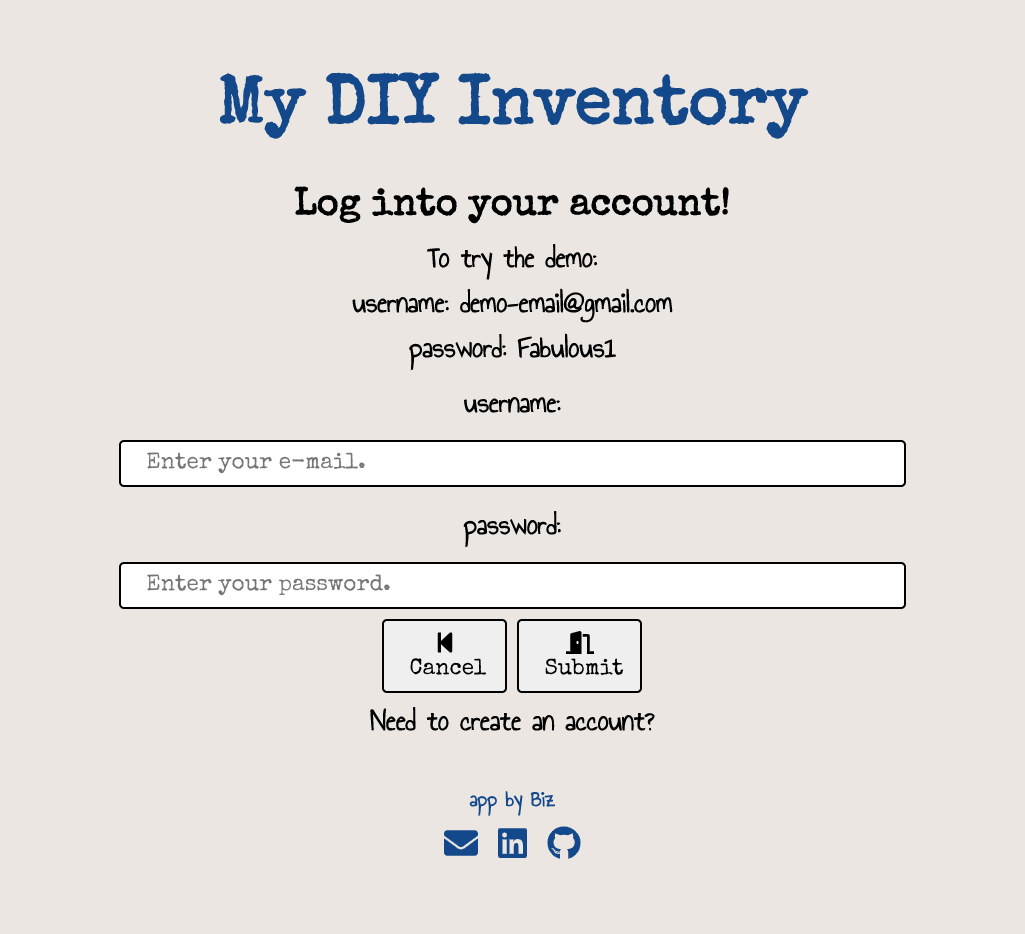 My DIY Inventory
Log into your account!
To try the demo:
username: demo-email@gmail.com
password: Fabulous1
username:
Enter your e-mail.
password:
Enter your password.
Cancel
Submit
Need to create an account?
app by Biz
in